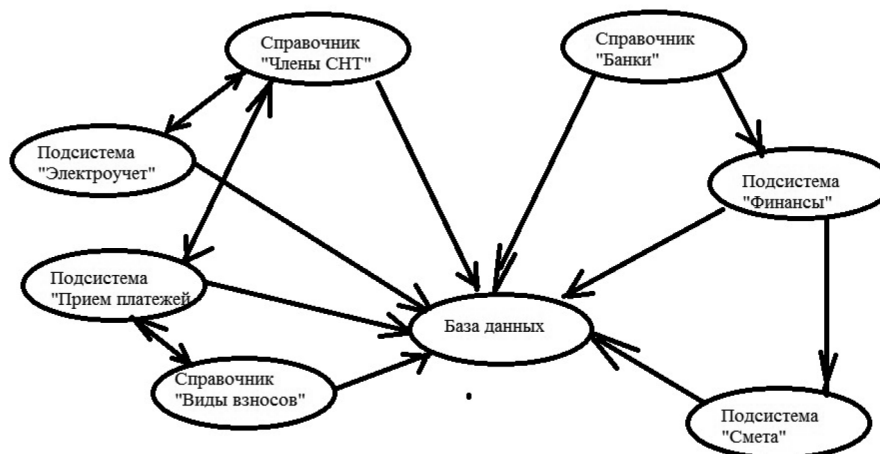 Справочник
"Члены СНТ"
Справочник
"Банки"
Подсистема
"Электроучет"
Подсистема
"Финансы"
Подсистема
"Прием платежей
База данных
Справочник
"Виды взносов"
Подсистема
"Смета"